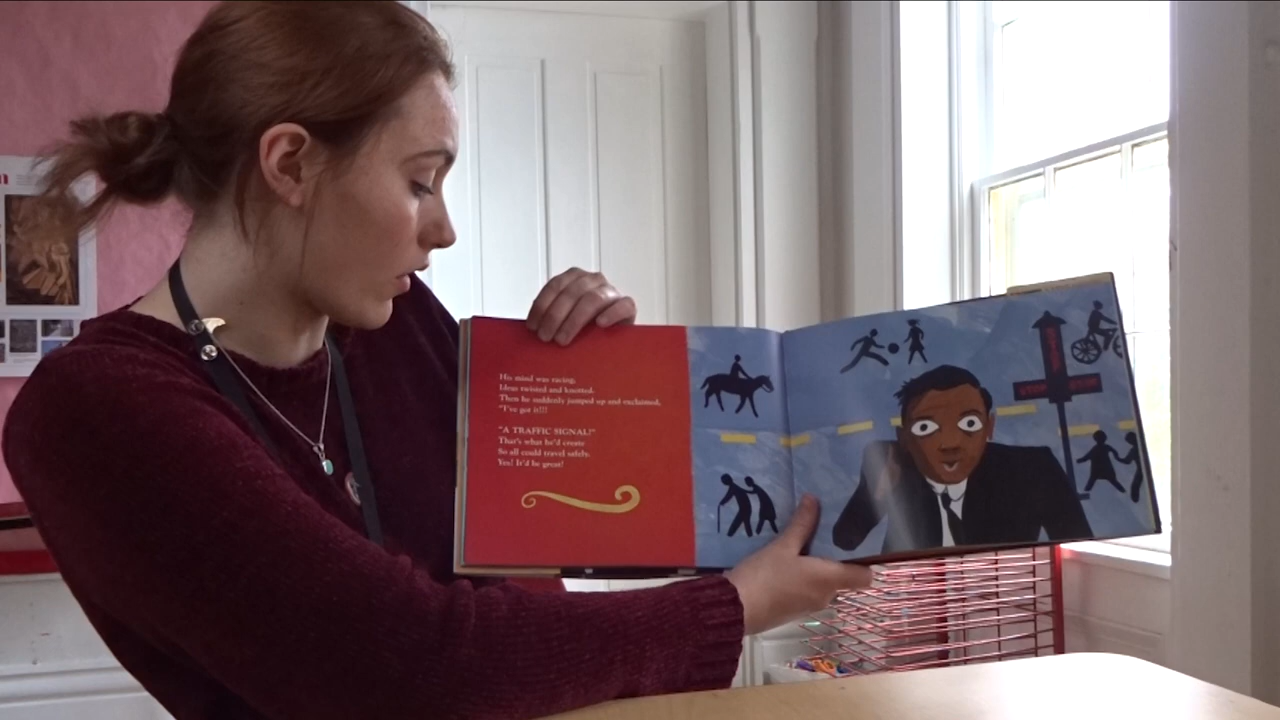 His mind was racing,
Ideas twisted and knotted.
Then he suddenly jumped up and exclaimed,
"I've got it!!!
"A TRAFFIC SIGNAL!"
That's what he'd create
So all could travel safely.
Yes! It'd be great!